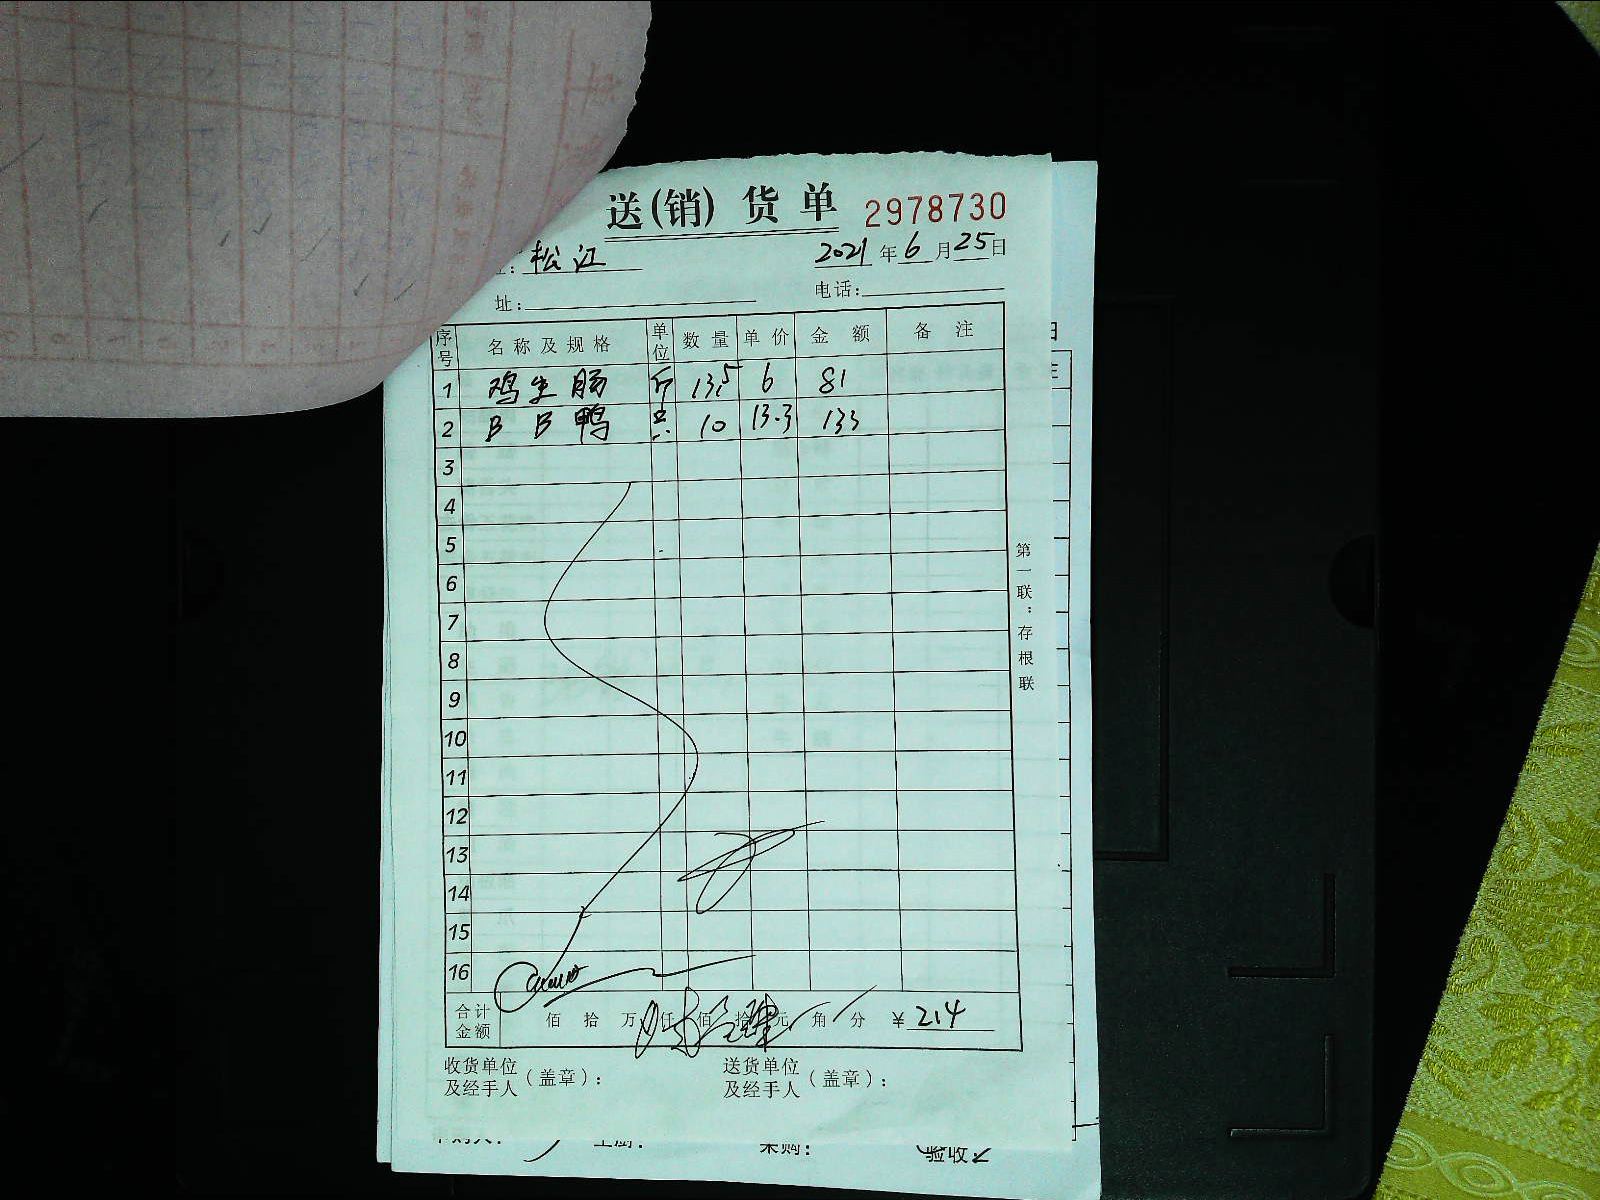 送(销)货单 2978730
：松江 2021年6月25日
址： 电话：
序号 名称及规格 单位 数量 单价 金额 备注
1 鸡生肠 斤 13.5 6 81
2 B B鸭 10 13.3 133
3
4
5
6
7
8
9
10
11
12
13
14
15
16
第一联：存根联
合计金额 佰 拾 万 仟 佰 拾 元 角 分 ¥214
收货单位及经手人（盖章）： 送货单位及经手人（盖章）：
采购： 验收